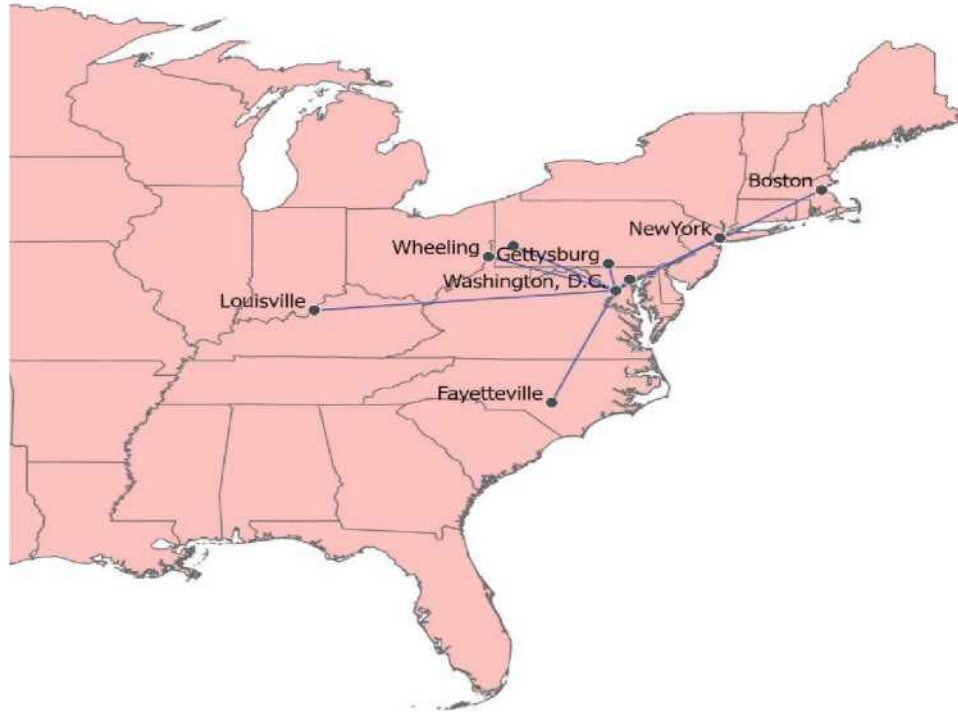 Boston
NewYork
Wheeling
Gettysburg
Washington, D.C.
Louisville
Fayetteville